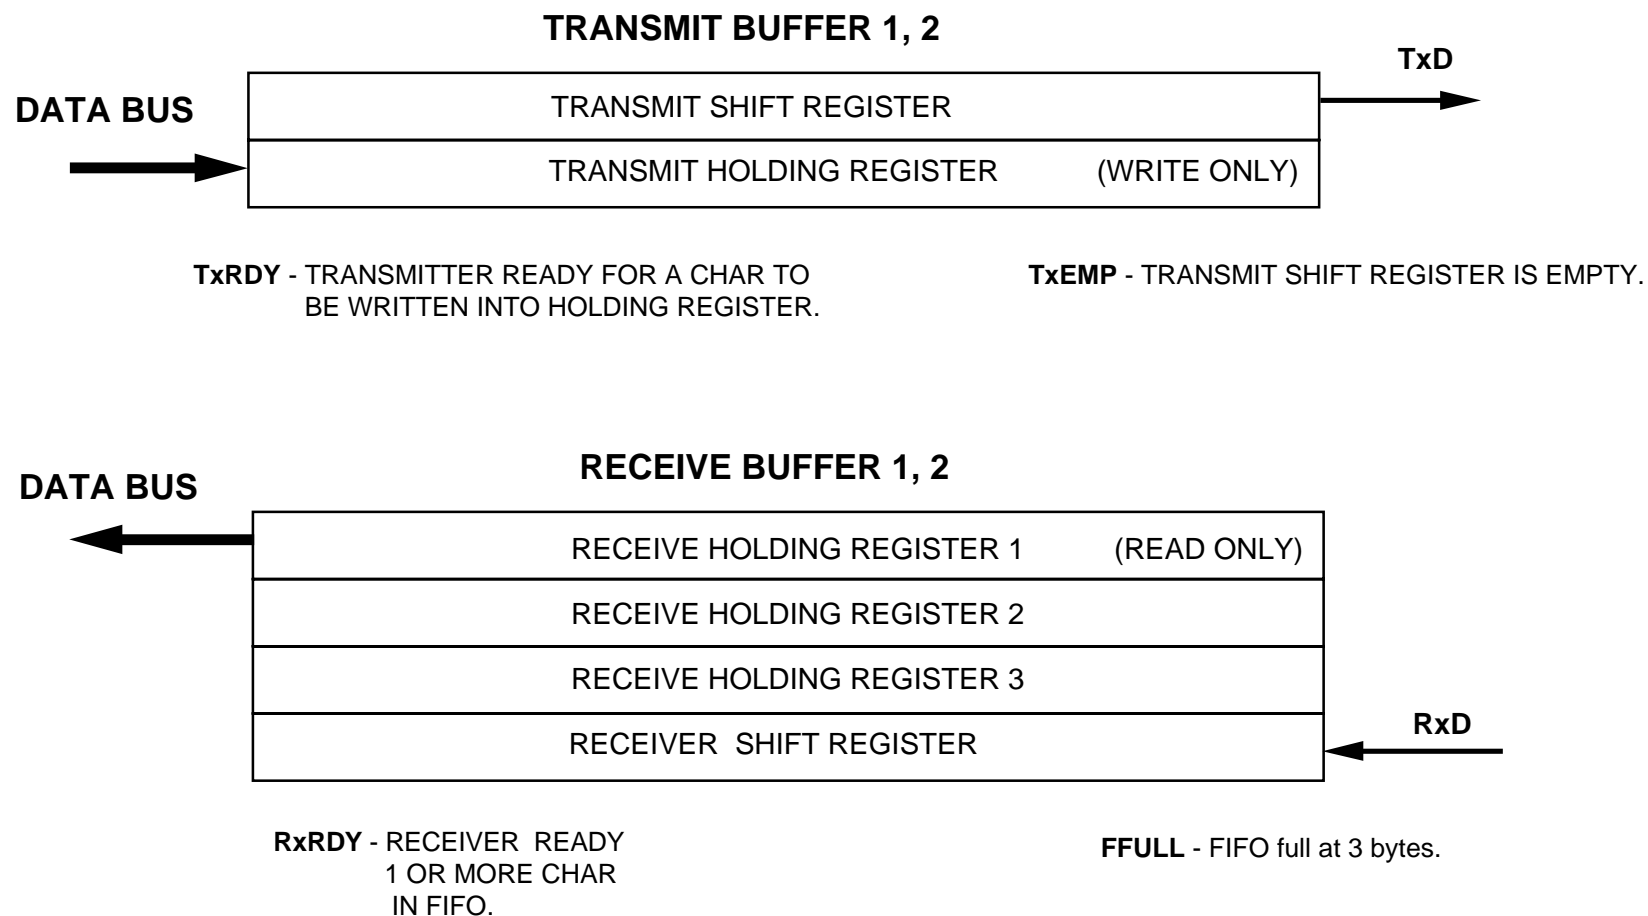 TRANSMIT BUFFER 1, 2
TxD
DATA BUS
TRANSMIT SHIFT REGISTER
TRANSMIT HOLDING REGISTER (WRITE ONLY)
TxRDY - TRANSMITTER READY FOR A CHAR TO
BE WRITTEN INTO HOLDING REGISTER.
TxEMP - TRANSMIT SHIFT REGISTER IS EMPTY.
RECEIVE BUFFER 1, 2
DATA BUS
RECEIVE HOLDING REGISTER 1 (READ ONLY)
RECEIVE HOLDING REGISTER 2
RECEIVE HOLDING REGISTER 3
RECEIVER SHIFT REGISTER
RxD
RxRDY - RECEIVER READY
1 OR MORE CHAR
IN FIFO.
FFULL - FIFO full at 3 bytes.